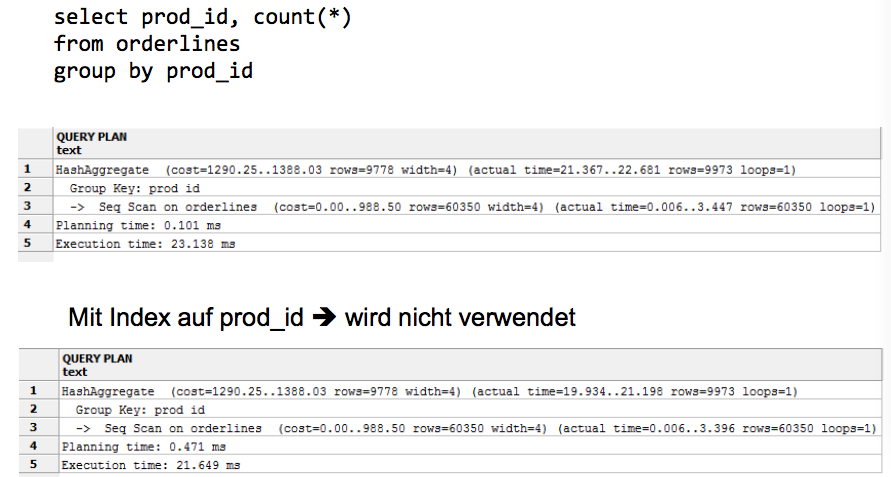 select prod_id, count(*)
from orderlines
group by prod_id
QUERY PLAN
text
1 HashAggregate (cost=1290.25..1388.03 rows=9778 width=4) (actual time=21.367..22.681 rows=9973 loops=1)
2 Group Key: prod id
3 -> Seq Scan on orderlines (cost=0.00..988.50 rows=60350 width=4) (actual time=0.006..3.447 rows=60350 loops=1)
4 Planning time: 0.101 ms
5 Execution time: 23.138 ms
Mit Index auf prod_id ➔ wird nicht verwendet
QUERY PLAN
text
1 HashAggregate (cost=1290.25..1388.03 rows=9778 width=4) (actual time=19.934..21.198 rows=9973 loops=1)
2 Group Key: prod id
3 -> Seq Scan on orderlines (cost=0.00..988.50 rows=60350 width=4) (actual time=0.006..3.396 rows=60350 loops=1)
4 Planning time: 0.471 ms
5 Execution time: 21.649 ms